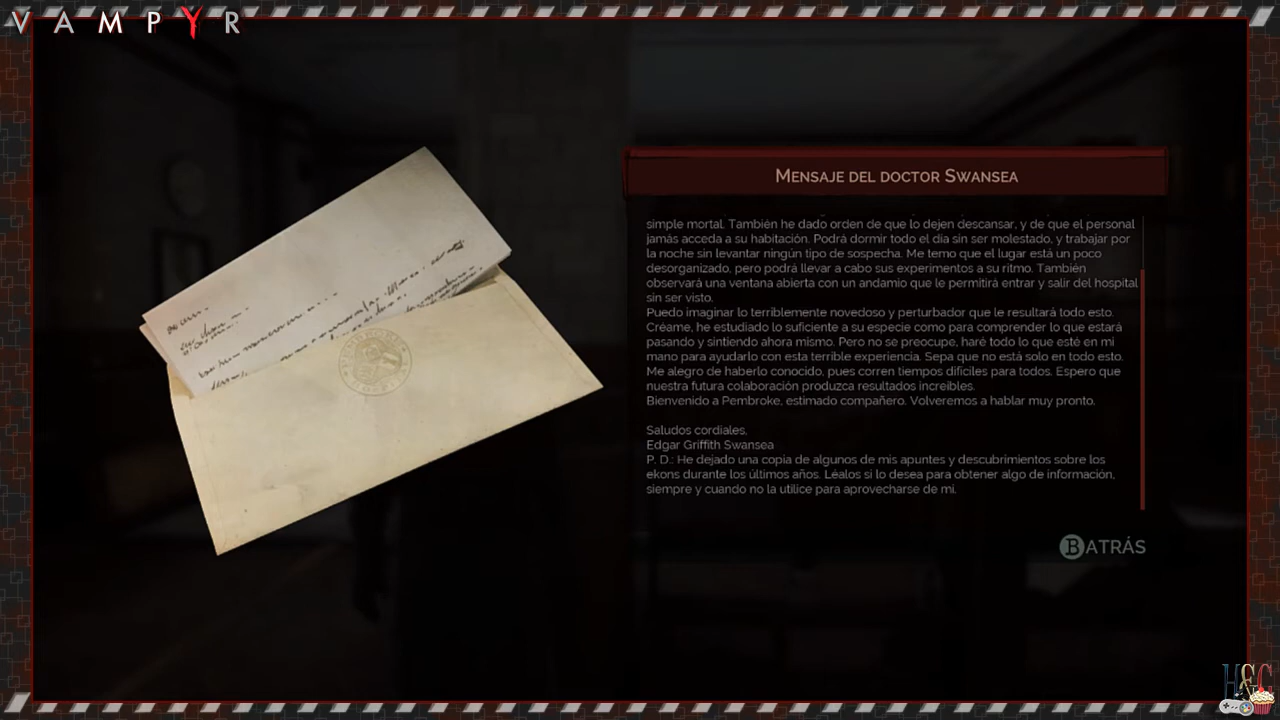 VAMPYR
MENSAJE DEL DOCTOR SWANSEA
simple mortal. También he dado orden de que lo dejen descansar, y de que el personal
jamás acceda a su habitación. Podrá dormir todo el día sin ser molestado, y trabajar por
la noche sin levantar ningún tipo de sospecha. Me temo que el lugar está un poco
desorganizado, pero podrá llevar a cabo sus experimentos a su ritmo. También
observará una ventana abierta con un andamio que le permitirá entrar y salir del hospital
sin ser visto.
Puedo imaginar lo terriblemente novedoso y perturbador que le resultará todo esto.
Créame, he estudiado lo suficiente a su especie como para comprender lo que estará
pasando y sintiendo ahora mismo. Pero no se preocupe, haré todo lo que esté en mi
mano para ayudarlo con esta terrible experiencia. Sepa que no está solo en todo esto.
Me alegro de haberlo conocido, pues corren tiempos difíciles para todos. Espero que
nuestra futura colaboración produzca resultados increíbles.
Bienvenido a Pembroke, estimado compañero. Volveremos a hablar muy pronto.
Saludos cordiales,
Edgar Griffith Swansea
P. D.: He dejado una copia de algunos de mis apuntes y descubrimientos sobre los
ekons durante los últimos años. Léalos si lo desea para obtener algo de información,
siempre y cuando no la utilice para aprovecharse de mí.
B ATRÁS
H&G